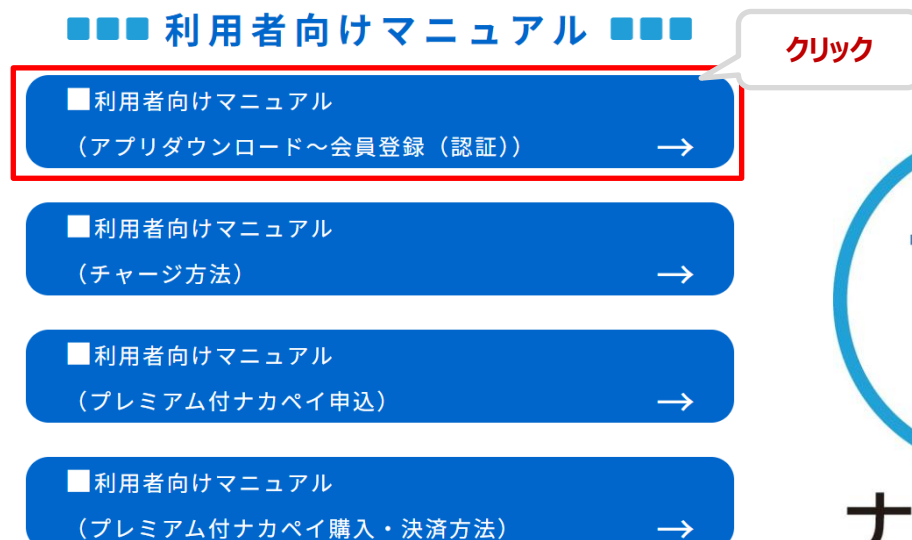 ■■■ 利用者向けマニュアル ■■■
クリック
■利用者向けマニュアル
（アプリダウンロード～会員登録（認証））
→
■利用者向けマニュアル
（チャージ方法）
→
■利用者向けマニュアル
（プレミアム付ナカペイ申込）
→
■利用者向けマニュアル
（プレミアム付ナカペイ購入・決済方法）
→
ナ